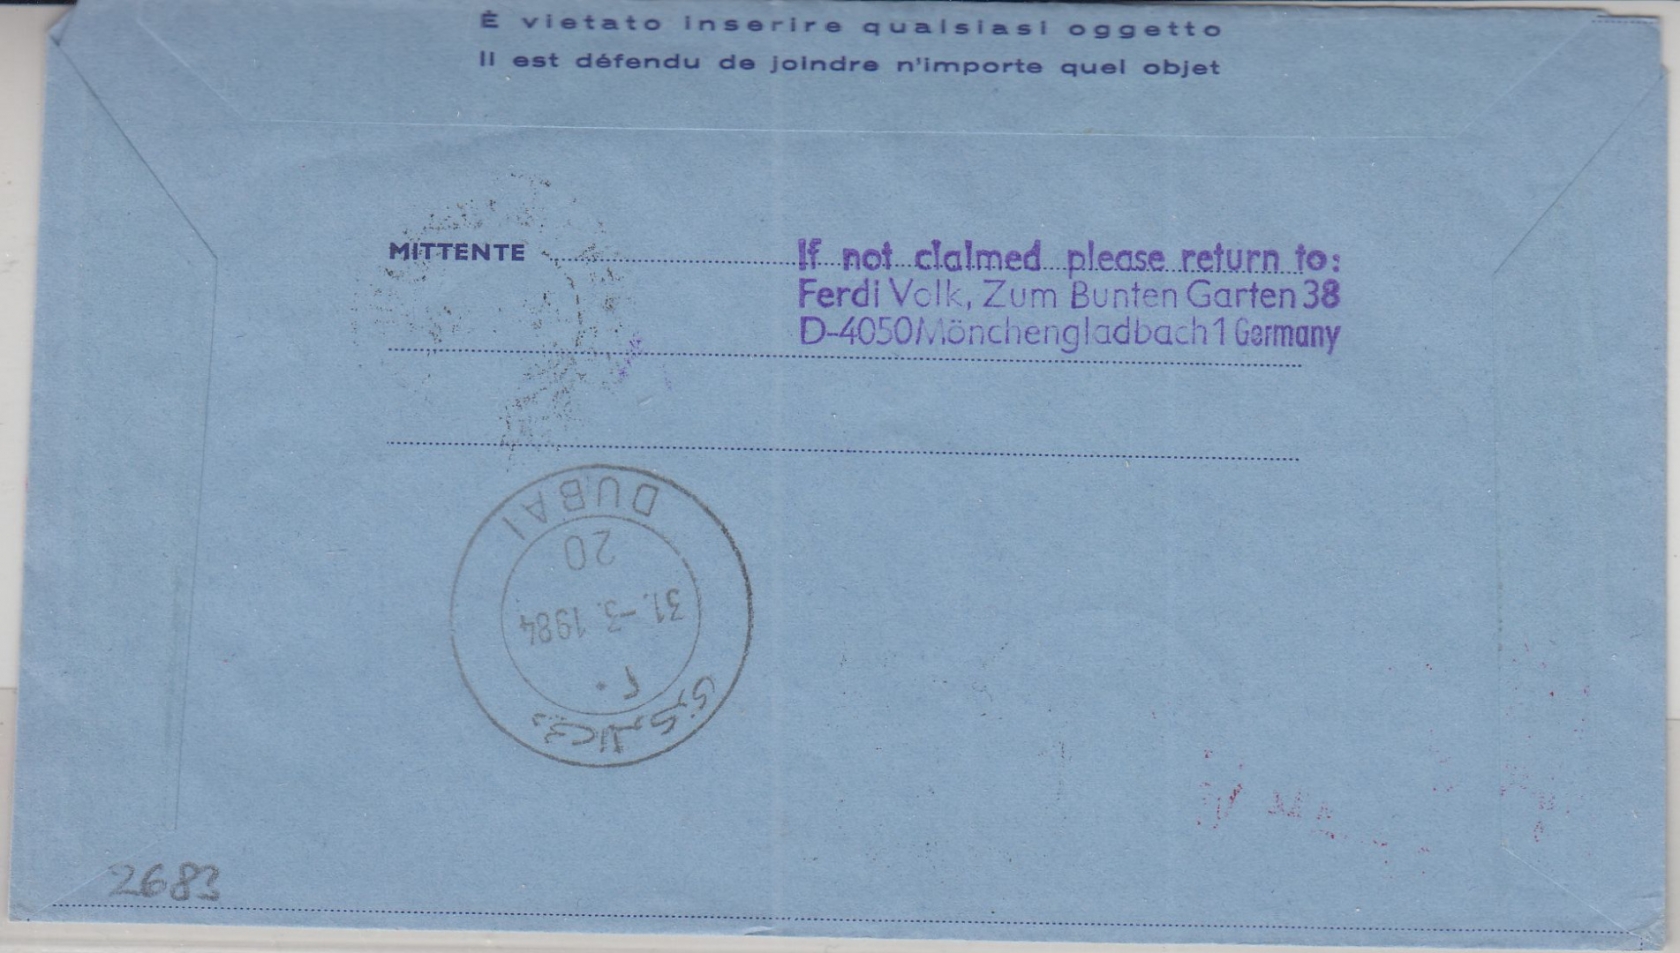 È vietato inserire qualsiasi oggetto
Il est défendu de joindre n'importe quel objet
MITTENTE
If not claimed please return to:
Ferdi Volk, Zum Bunten Garten 38
D-4050 Mönchengladbach 1 Germany
DUBAI
20
31.-3.1984
٢٠
2683